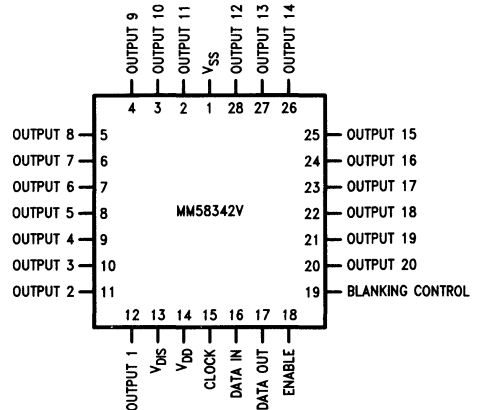 OUTPUT 9
OUTPUT 10
OUTPUT 11
VSS
OUTPUT 12
OUTPUT 13
OUTPUT 14
4 3 2 1 28 27 26
OUTPUT 8 5 25 OUTPUT 15
OUTPUT 7 6 24 OUTPUT 16
OUTPUT 6 7 23 OUTPUT 17
OUTPUT 5 8 MM58342V 22 OUTPUT 18
OUTPUT 4 9 21 OUTPUT 19
OUTPUT 3 10 20 OUTPUT 20
OUTPUT 2 11 19 BLANKING CONTROL
12 13 14 15 16 17 18
OUTPUT 1
VDIS
VDD
CLOCK
DATA IN
DATA OUT
ENABLE